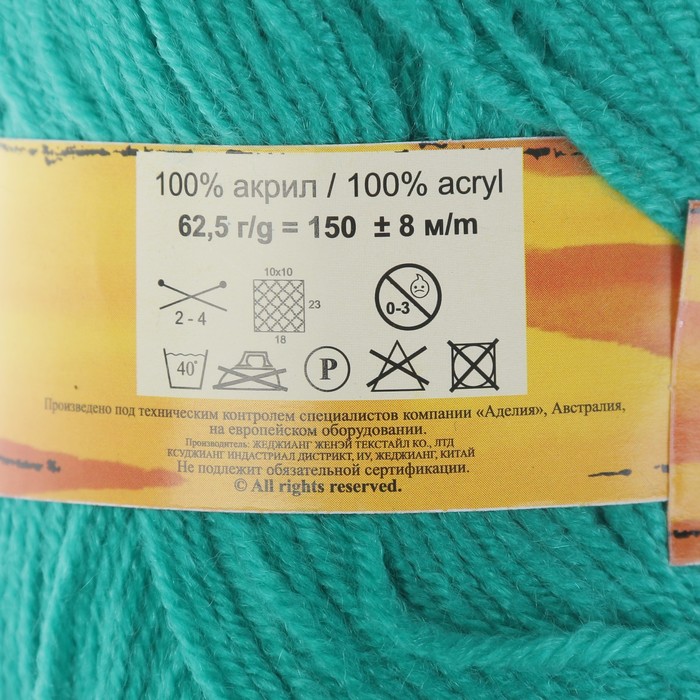 100% акрил / 100% acryl
62,5 г/g = 150 ± 8 м/m
10x10
23
18
2 - 4
0-3
40°
P
Произведено под техническим контролем специалистов компании «Аделия», Австралия,
на европейском оборудовании.
Производитель: ЖЕДЖИАНГ ЖЕНЭЙ ТЕКСТАЙЛ КО., ЛТД
КСУДЖИАНГ ИНДАСТРИАЛ ДИСТРИКТ, ИУ, ЖЕДЖИАНГ, КИТАЙ
Не подлежит обязательной сертификации.
© All rights reserved.